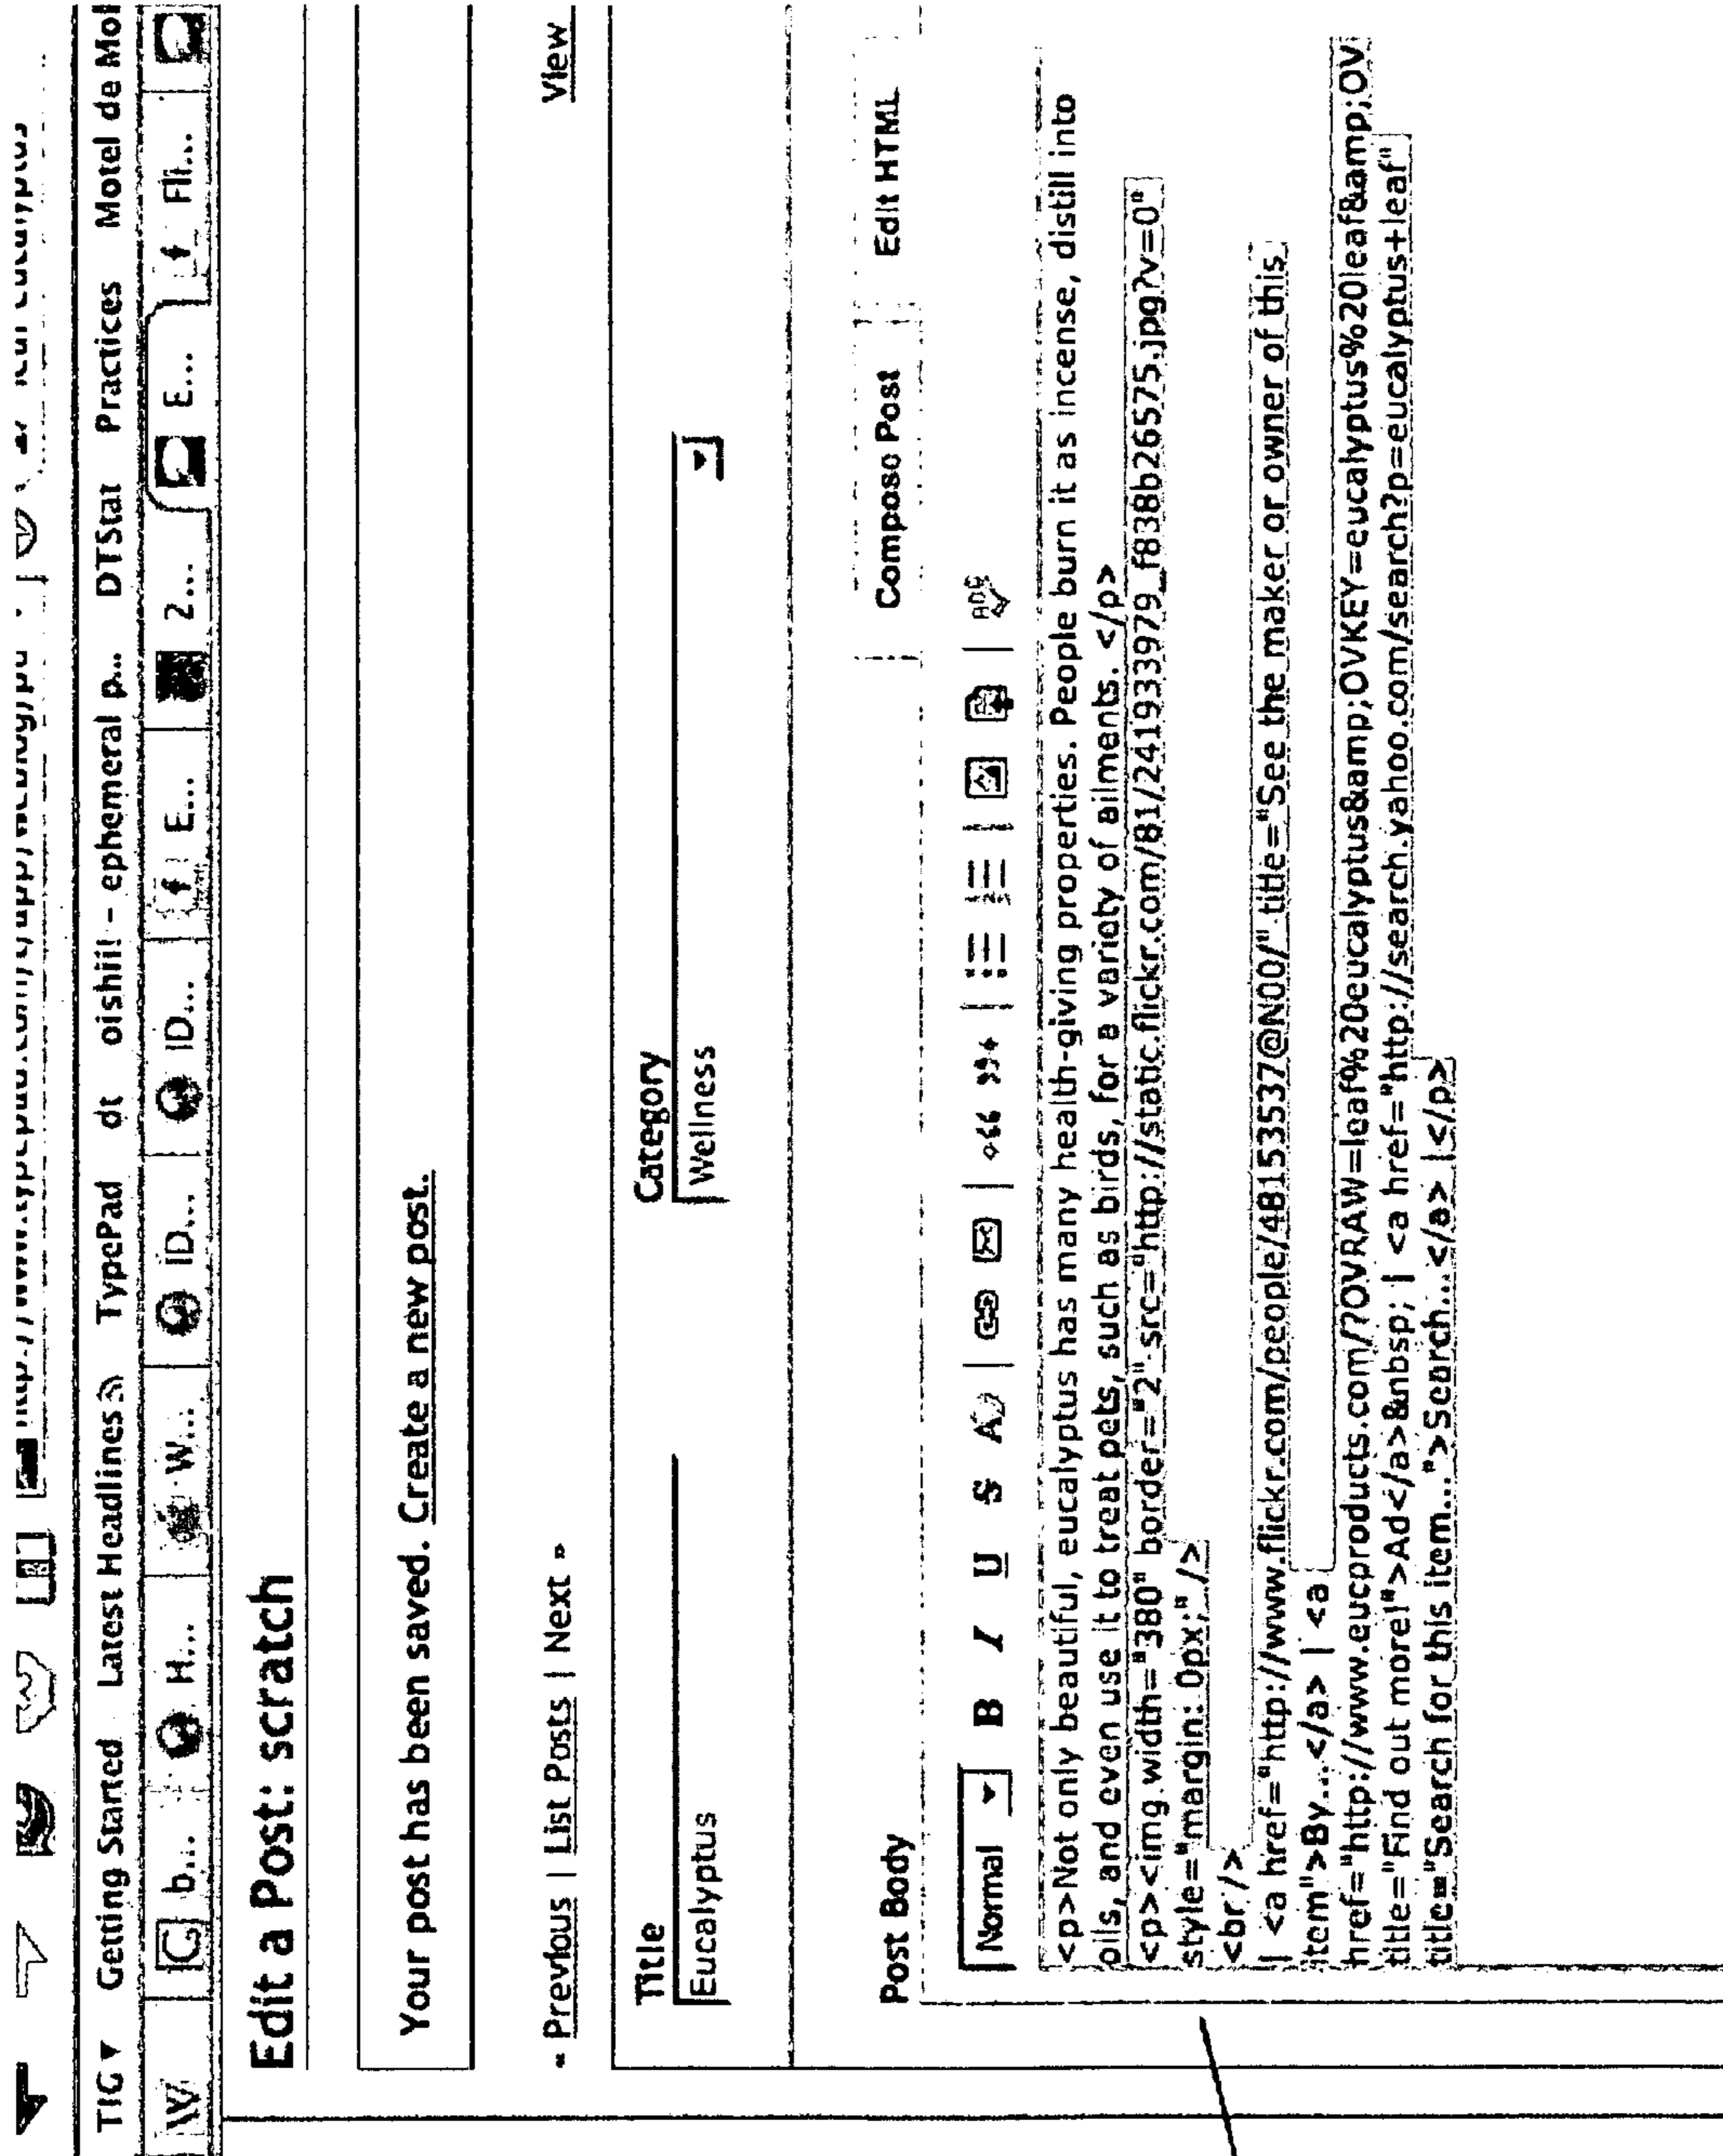 TIG ▾ Getting Started Latest Headlines TypePad dt oishii! - ephemeral p.. DTStat Practices Motel de Mol
W G b... H... W... ID... ID... f E... 2... E... f Fli...
Edit a Post: scratch
Your post has been saved. Create a new post.
« Previous | List Posts | Next »
View
Title Category
Eucalyptus Wellness
Post Body Compose Post Edit HTML
Normal B I U S A ABC
<p>Not only beautiful, eucalyptus has many health-giving properties. People burn it as incense, distill into
oils, and even use it to treat pets, such as birds, for a variety of ailments. </p>
<p><img width="380" border="2" src="http://static.flickr.com/81/241933979_f838b26575.jpg?v=0"
style="margin: 0px;" />
<br/>
| <a href="http://www.flickr.com/people/48153537@N00/" title="See the maker or owner of this
item">By...</a> | <a
href="http://www.eucproducts.com/?OVRAW=leaf%20eucalyptus&amp;OVKEY=eucalyptus%20leaf&amp;OV
title="Find out more!">Ad</a>&nbsp; | <a href="http://search.yahoo.com/search?p=eucalyptus+leaf"
title="Search for this item...">Search...</a> |</p>